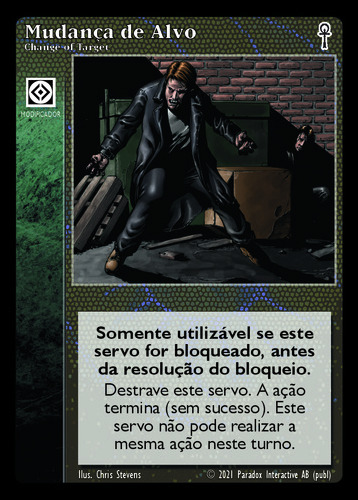 Mudança de Alvo
Change of Target
MODIFICADOR
Somente utilizável se este
servo for bloqueado, antes
da resolução do bloqueio.
Destrave este servo. A ação
termina (sem sucesso). Este
servo não pode realizar a
mesma ação neste turno.
Ilus. Chris Stevens
© 2021 Paradox Interactive AB (publ)